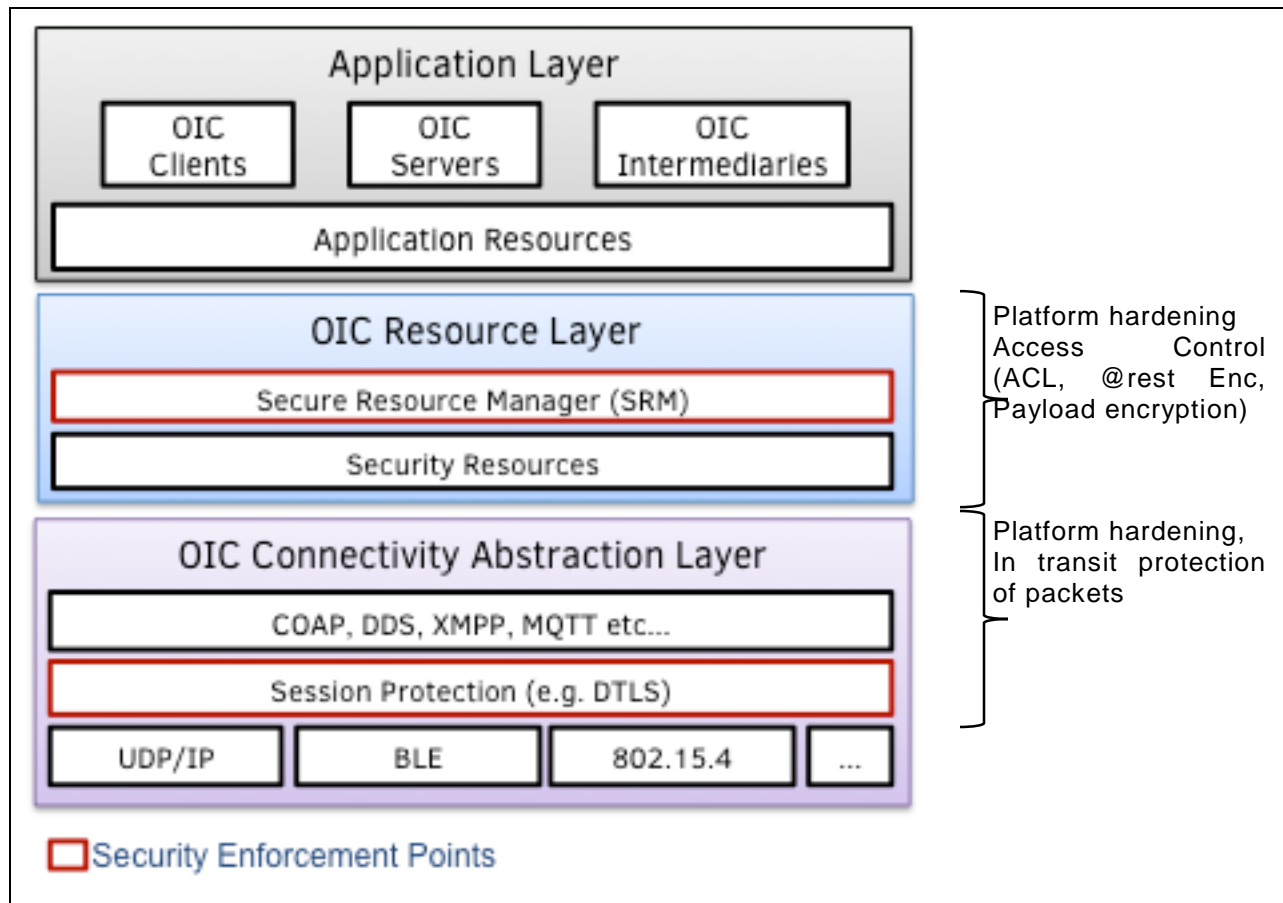 Application Layer
OIC
Clients
OIC
Servers
OIC
Intermediaries
Application Resources
OIC Resource Layer
Secure Resource Manager (SRM)
Security Resources
Platform hardening
Access Control
(ACL, @rest Enc,
Payload encryption)
OIC Connectivity Abstraction Layer
COAP, DDS, XMPP, MQTT etc...
Session Protection (e.g. DTLS)
UDP/IP
BLE
802.15.4
...
Platform hardening,
In transit protection
of packets
Security Enforcement Points